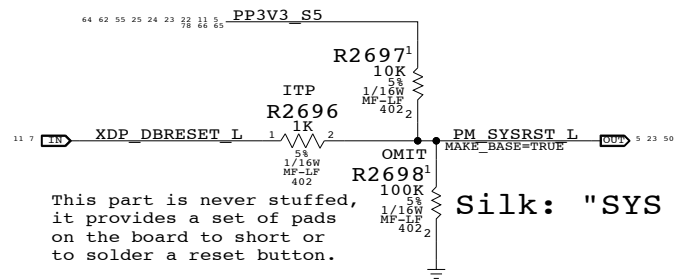 64 62 55 25 24 23 22 11 5
78 66 65
PP3V3_S5
R2697
1
10K
5%
1/16W
MF-LF
402
2
ITP
R2696
1K
1
2
5%
1/16W
MF-LF
402
11 7
IN
XDP_DBRESET_L
PM_SYSRST_L
MAKE_BASE=TRUE
OUT
5 23 50
OMIT
R2698
1
100K
5%
1/16W
MF-LF
402
2
Silk: "SYS
This part is never stuffed,
it provides a set of pads
on the board to short or
to solder a reset button.